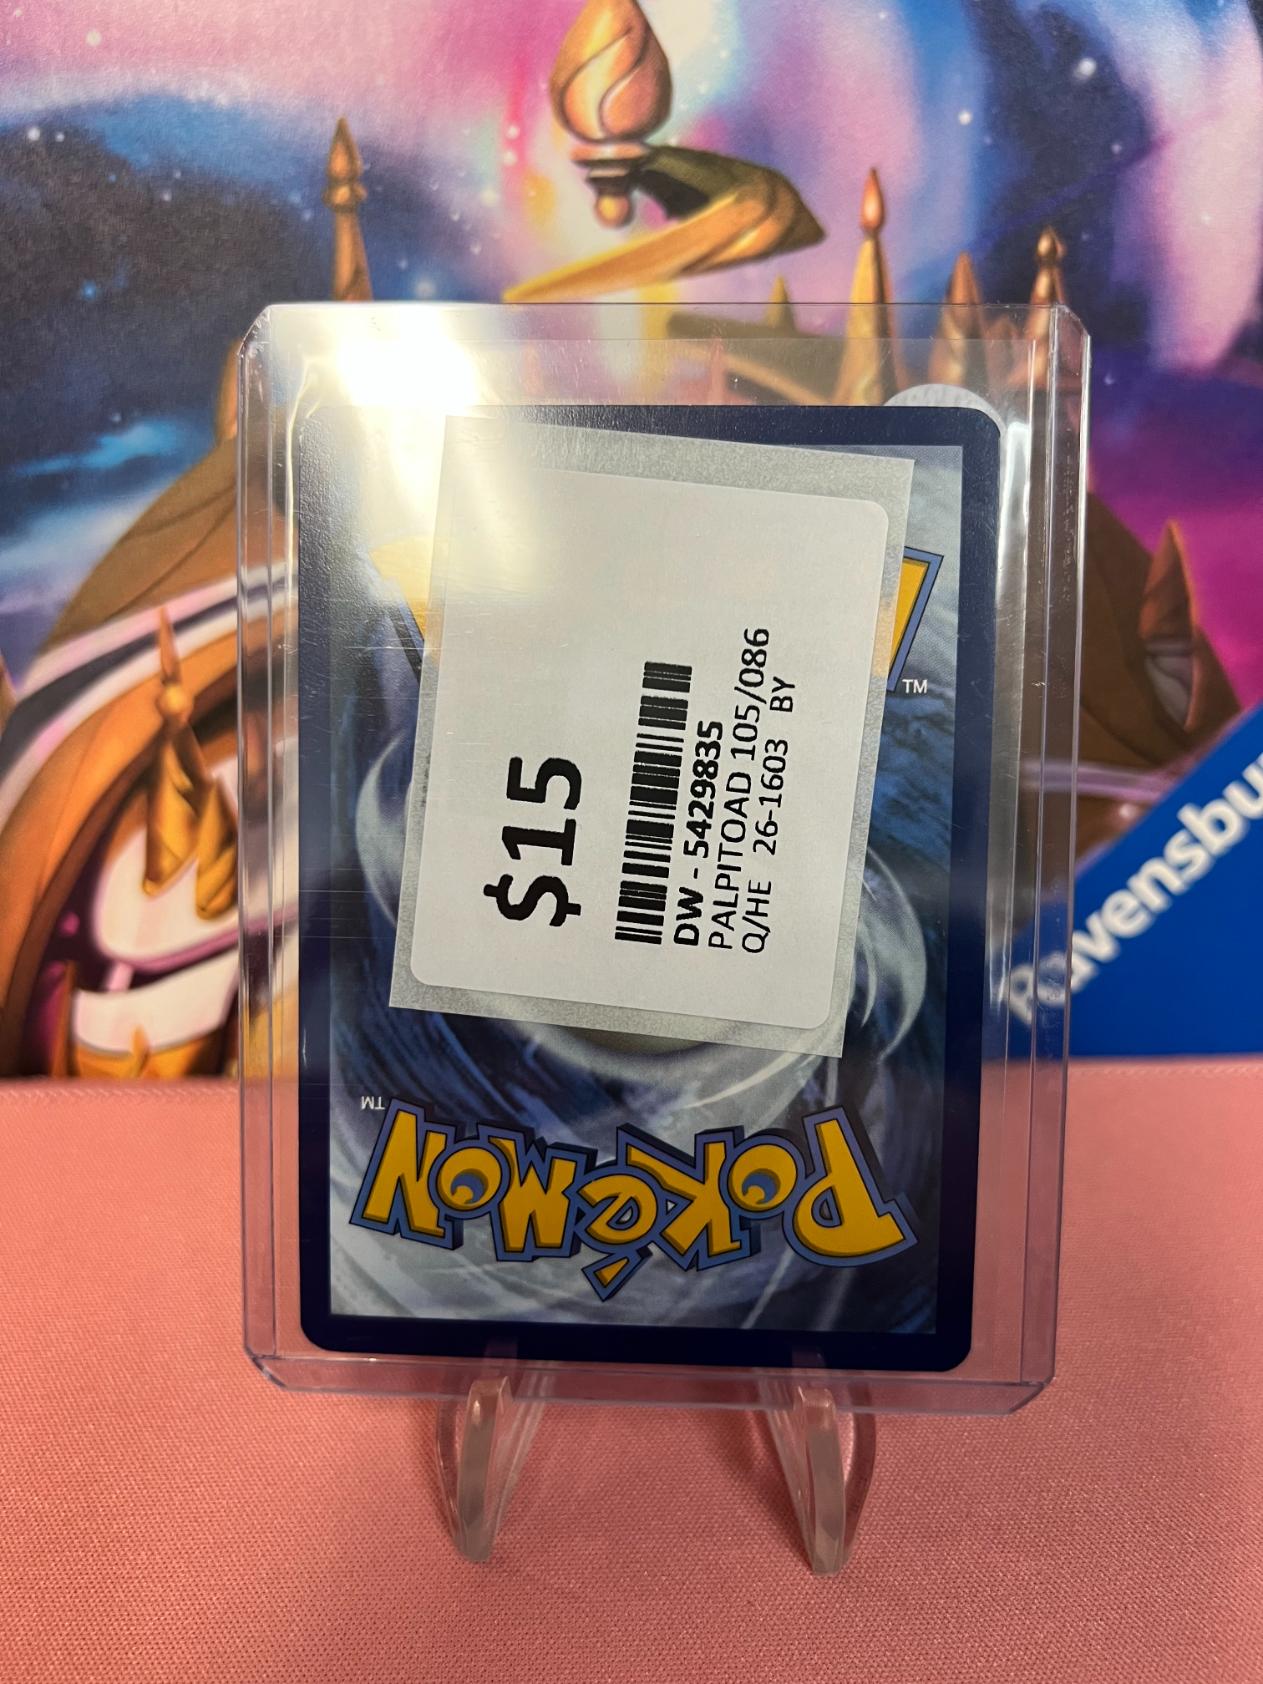 $15
DW - 5429835
PALPITOAD 105/086
Q/HE 26-1603 BY
TM
POKéMON
TM
Ravensbu